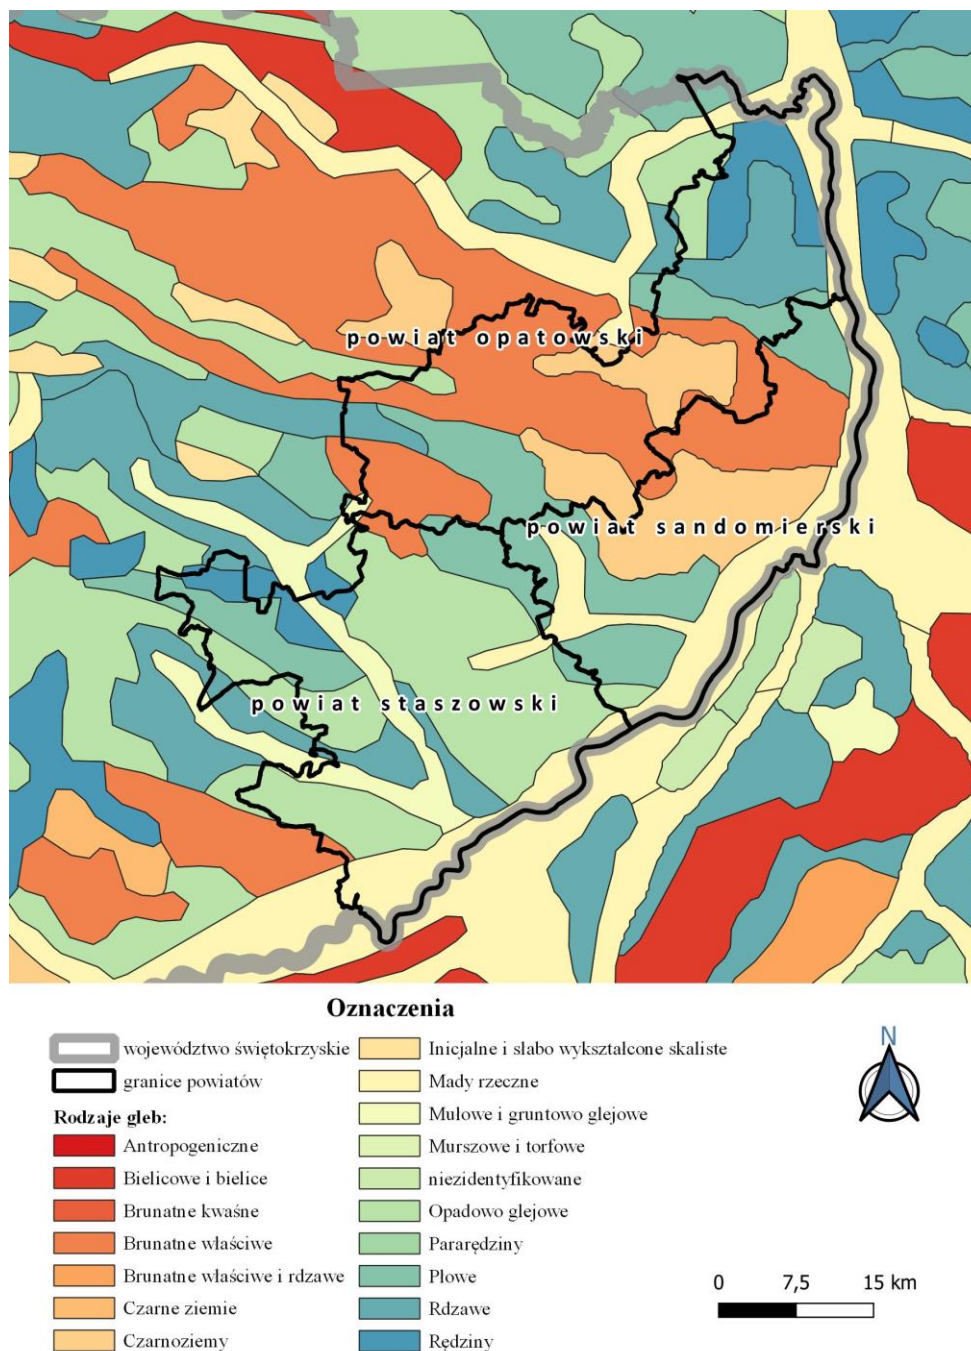 powiat opatowski
powiat sandomierski
powiat staszowski
Oznaczenia
województwo świętokrzyskie
granice powiatów
Rodzaje gleb:
Antropogeniczne
Bielicowe i bielice
Brunatne kwaśne
Brunatne właściwe
Brunatne właściwe i rdzawe
Czarne ziemie
Czarnoziemy
Inicjalne i słabo wykształcone skaliste
Mady rzeczne
Mułowe i gruntowo glejowe
Murszowe i torfowe
niezidentyfikowane
Opadowo glejowe
Pararędziny
Płowe
Rdzawe
Rędziny
N
0 7,5 15 km